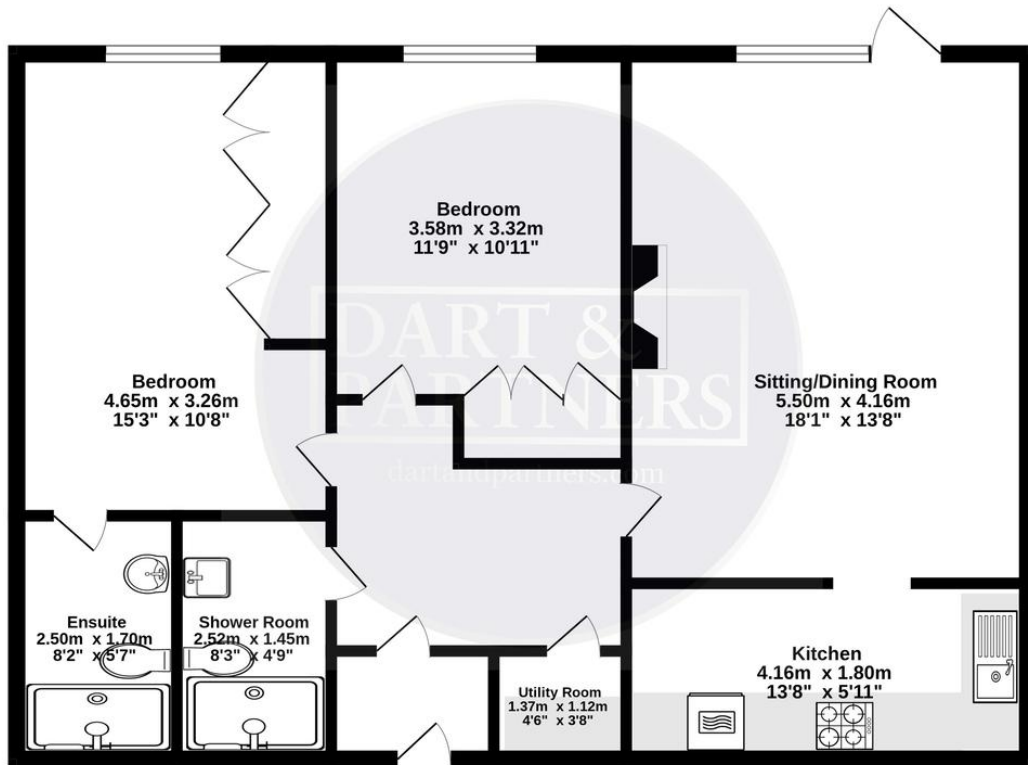 Bedroom
3.58m x 3.32m
11'9" x 10'11"
DART &
PARTNERS
dartandpartners.com
Bedroom
4.65m x 3.26m
15'3" x 10'8"
Sitting/Dining Room
5.50m x 4.16m
18'1" x 13'8"
Ensuite
2.50m x 1.70m
8'2" x 5'7"
Shower Room
2.52m x 1.45m
8'3" x 4'9"
Utility Room
1.37m x 1.12m
4'6" x 3'8"
Kitchen
4.16m x 1.80m
13'8" x 5'11"